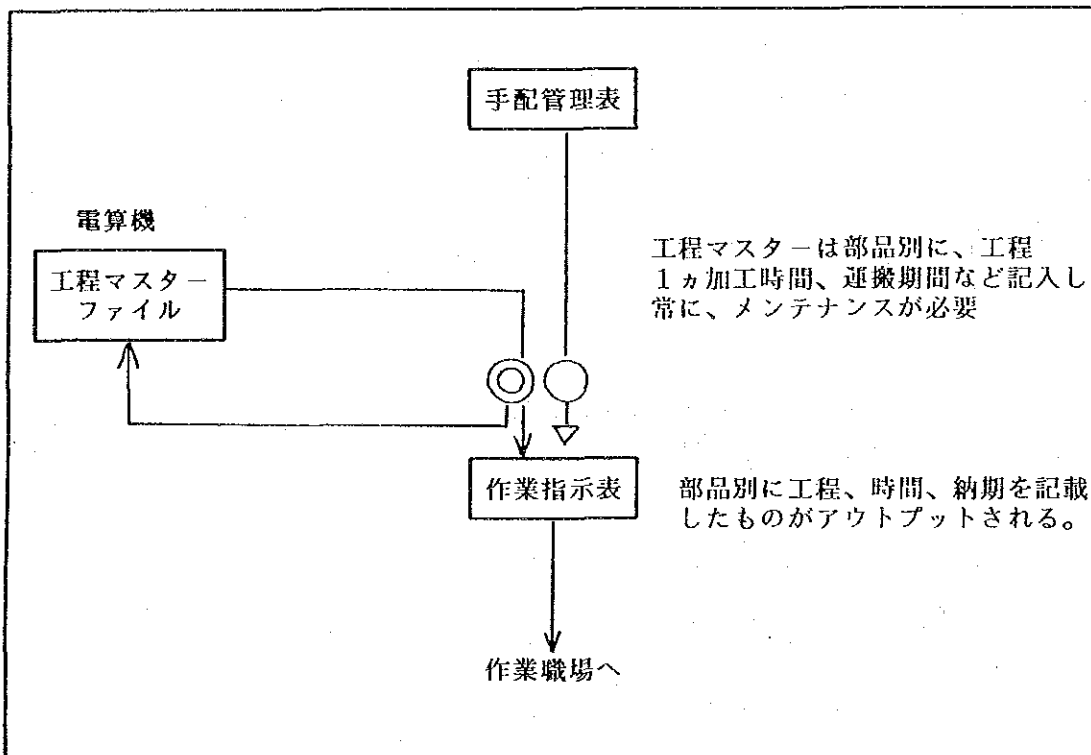 手配管理表
電算機
工程マスター
ファイル
工程マスターは部品別に、工程
1ヵ加工時間、運搬期間など記入し
常に、メンテナンスが必要
作業指示表
部品別に工程、時間、納期を記載
したものがアウトプットされる。
作業職場へ